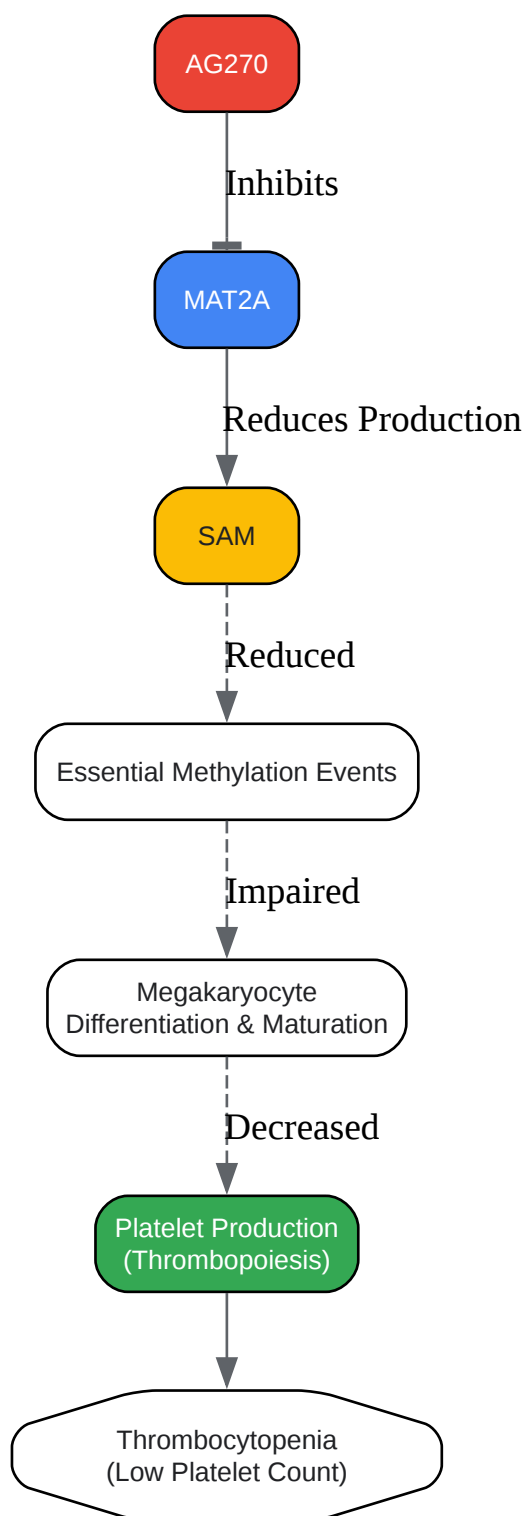 AG270
Inhibits
MAT2A
Reduces Production
SAM
Reduced
Essential Methylation Events
Impaired
Megakaryocyte
Differentiation & Maturation
Decreased
Platelet Production
(Thrombopoiesis)
Thrombocytopenia
(Low Platelet Count)